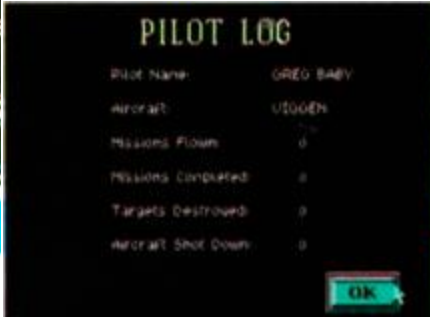 PILOT LOG
Pilot Name: GREG BABY
Aircraft: VIGGEN
Missions Flown: 0
Missions Completed: 0
Targets Destroyed: 0
Aircraft Shot Down: 0
OK